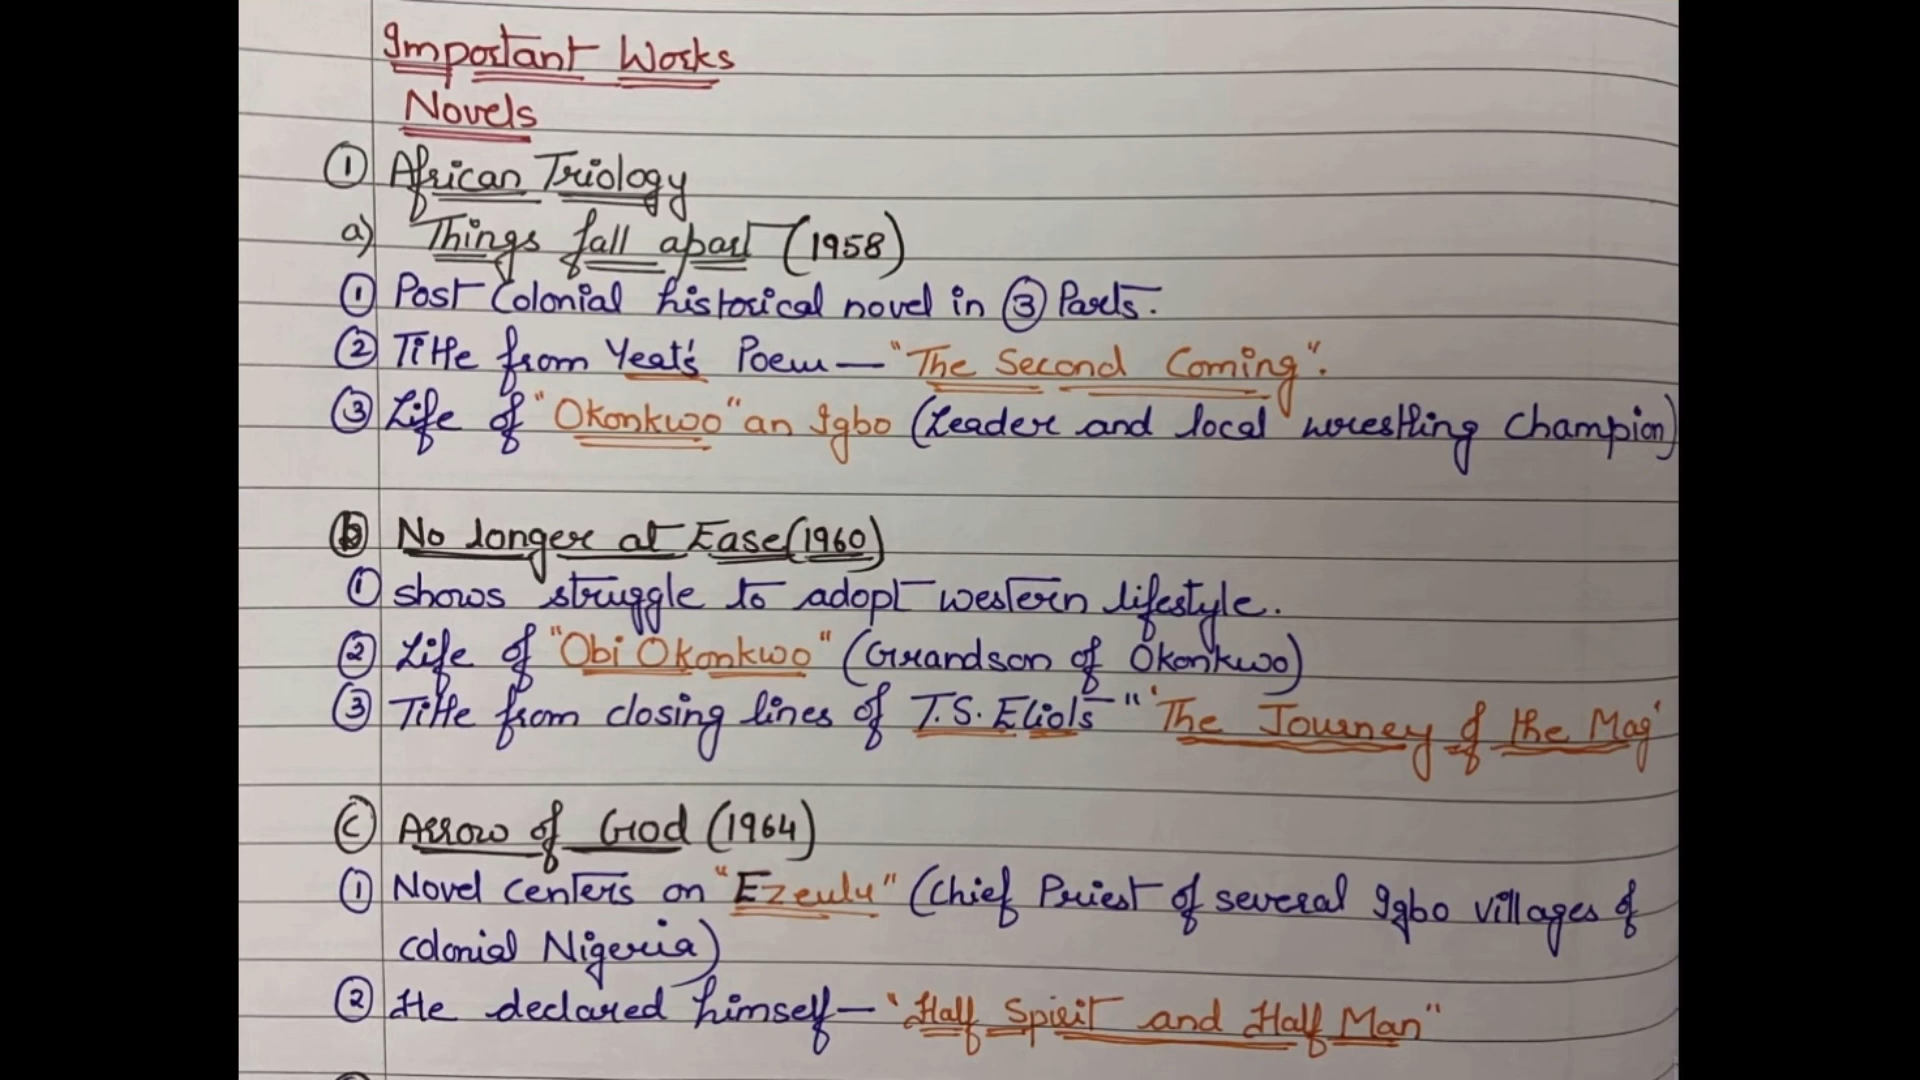 Important Works
Novels
① African Triology
a) Things fall apart (1958)
① Post Colonial historical novel in ③ Parts.
② Title from Yeat's Poem — "The Second Coming".
③ Life of "Okonkwo" an Igbo (Leader and local wrestling Champion)
ⓑ No longer at Ease (1960)
① shows struggle to adopt western lifestyle.
② Life of "Obi Okonkwo" (Grandson of Okonkwo)
③ Title from closing lines of T.S. Eliots "'The Journey of the Mag'
ⓒ Arrow of God (1964)
① Novel Centers on "Ezeulu" (Chief Priest of several Igbo villages of
colonial Nigeria)
② He declared himself — "Half Spirit and Half Man"